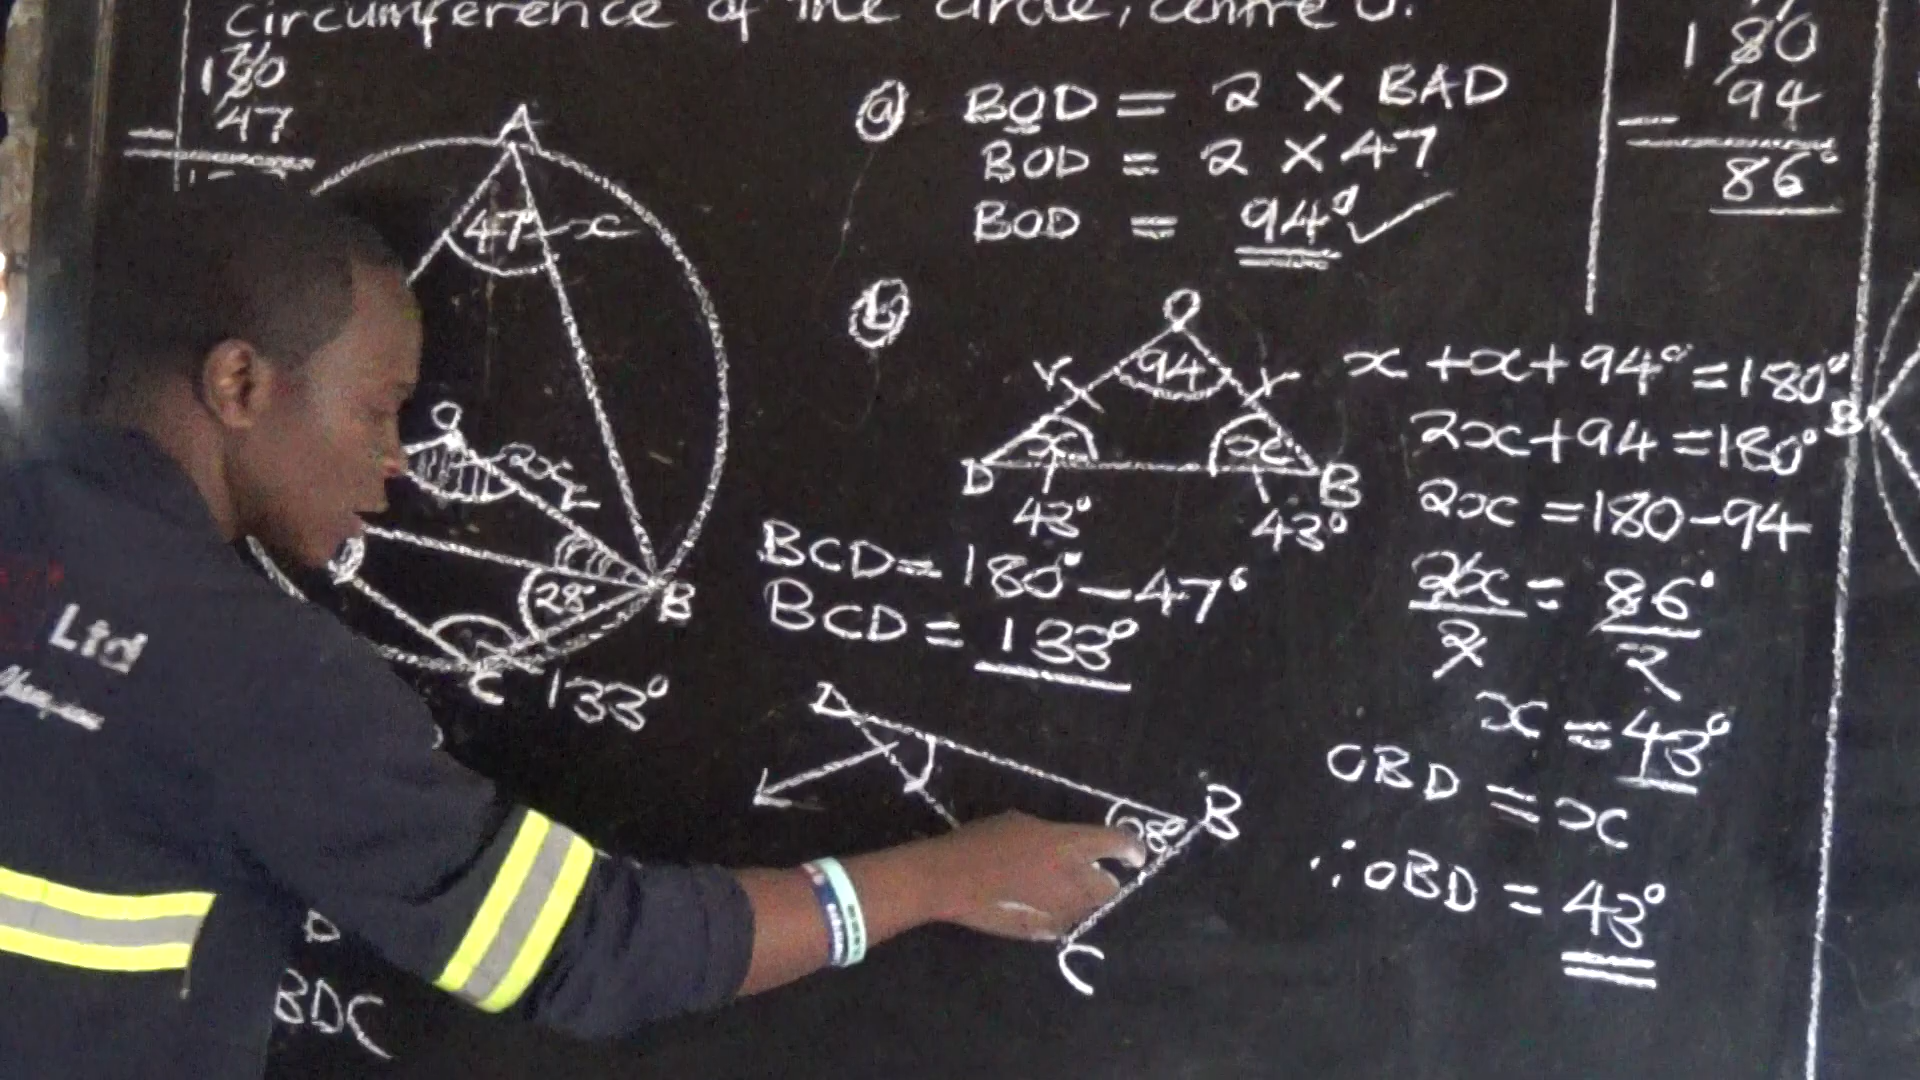 circumference of the circle, centre O.
180
47
A
47° x
O
2x
28°
B
C 133°
Ltd
D
BDC
(a) BOD = 2 × BAD
BOD = 2 × 47
BOD = 94°
(b)
O
94
r r
x x
D B
43° 43°
BCD = 180° - 47°
BCD = 133°
D
28° B
C
180
94
86°
x + x + 94° = 180°
2x + 94 = 180°
2x = 180 - 94
2x = 86°
2 2
x = 43°
OBD = x
∴ OBD = 43°
B